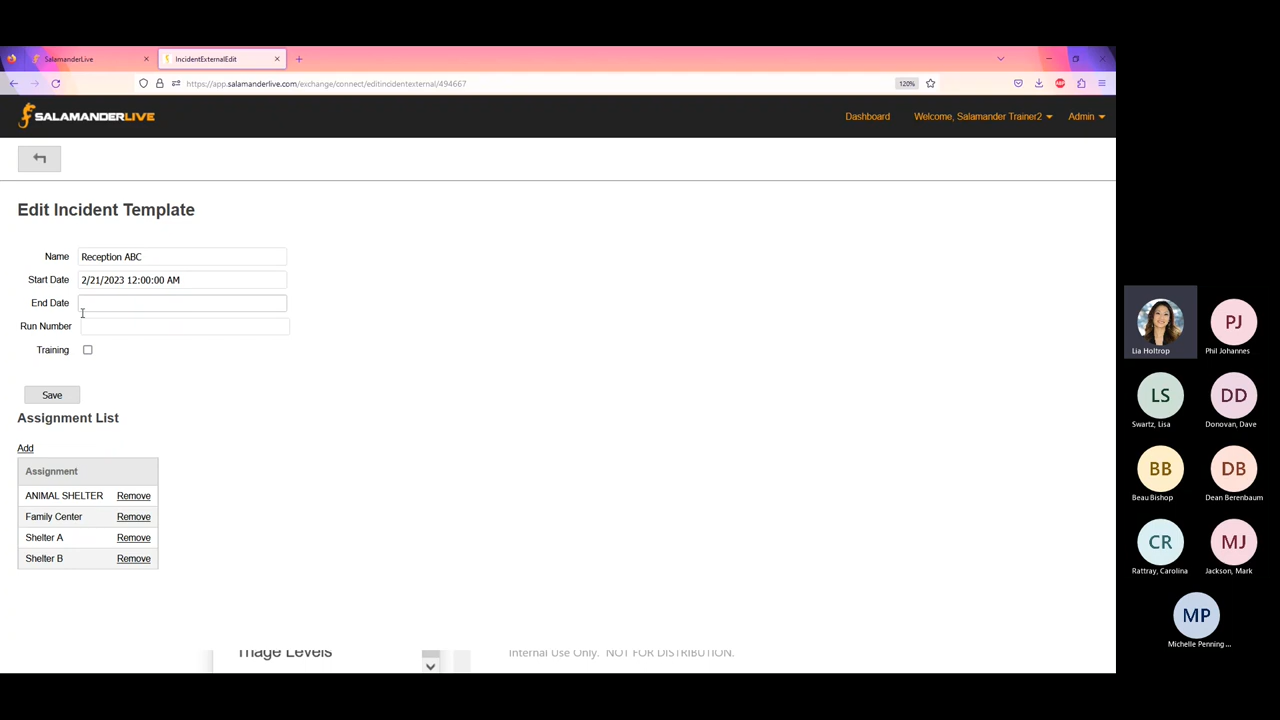 SalamanderLive
IncidentExternalEdit
https://app.salamanderlive.com/exchange/connect/editincidentexternal/494667
120%
SALAMANDERLIVE
Dashboard
Welcome, Salamander Trainer2
Admin
Edit Incident Template
Name
Reception ABC
Start Date
2/21/2023 12:00:00 AM
End Date
Run Number
Training
Save
Assignment List
Add
Assignment
ANIMAL SHELTER Remove
Family Center Remove
Shelter A Remove
Shelter B Remove
Triage Levels
Internal Use Only. NOT FOR DISTRIBUTION.
Lia Holtrop
PJ
Phil Johannes
LS
Swartz, Lisa
DD
Donovan, Dave
BB
Beau Bishop
DB
Dean Berenbaum
CR
Rattray, Carolina
MJ
Jackson, Mark
MP
Michelle Penning ...